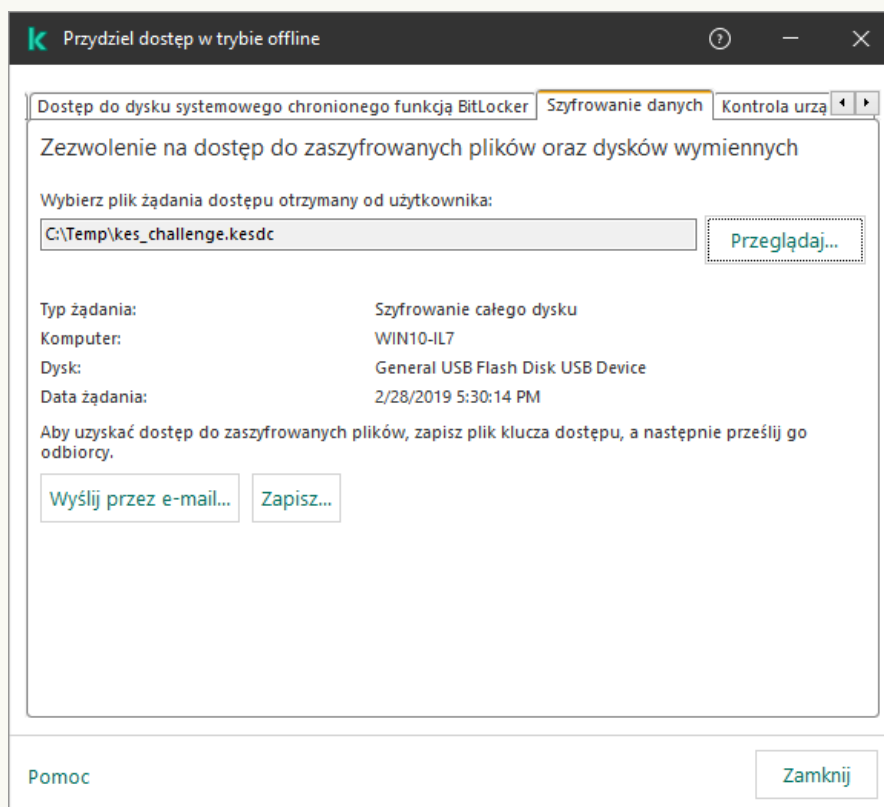 Przydziel dostęp w trybie offline
Dostęp do dysku systemowego chronionego funkcją BitLocker
Szyfrowanie danych
Kontrola urzą
Zezwolenie na dostęp do zaszyfrowanych plików oraz dysków wymiennych
Wybierz plik żądania dostępu otrzymany od użytkownika:
C:\Temp\kes_challenge.kesdc
Przeglądaj...
Typ żądania: Szyfrowanie całego dysku
Komputer: WIN10-IL7
Dysk: General USB Flash Disk USB Device
Data żądania: 2/28/2019 5:30:14 PM
Aby uzyskać dostęp do zaszyfrowanych plików, zapisz plik klucza dostępu, a następnie prześlij go
odbiorcy.
Wyślij przez e-mail...
Zapisz...
Pomoc
Zamknij